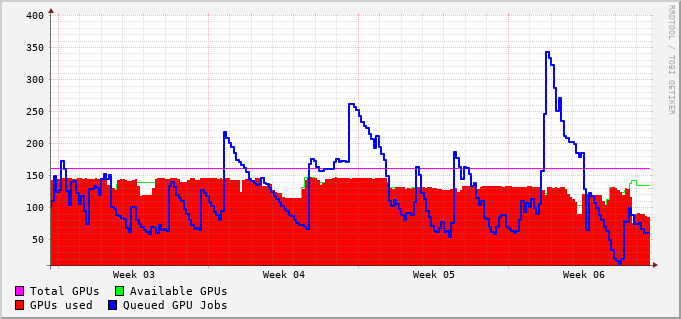 400
350
300
250
200
150
100
50
Week 03 Week 04 Week 05 Week 06
Total GPUs Available GPUs
GPUs used Queued GPU Jobs
RRDTOOL / TOBI OETIKER